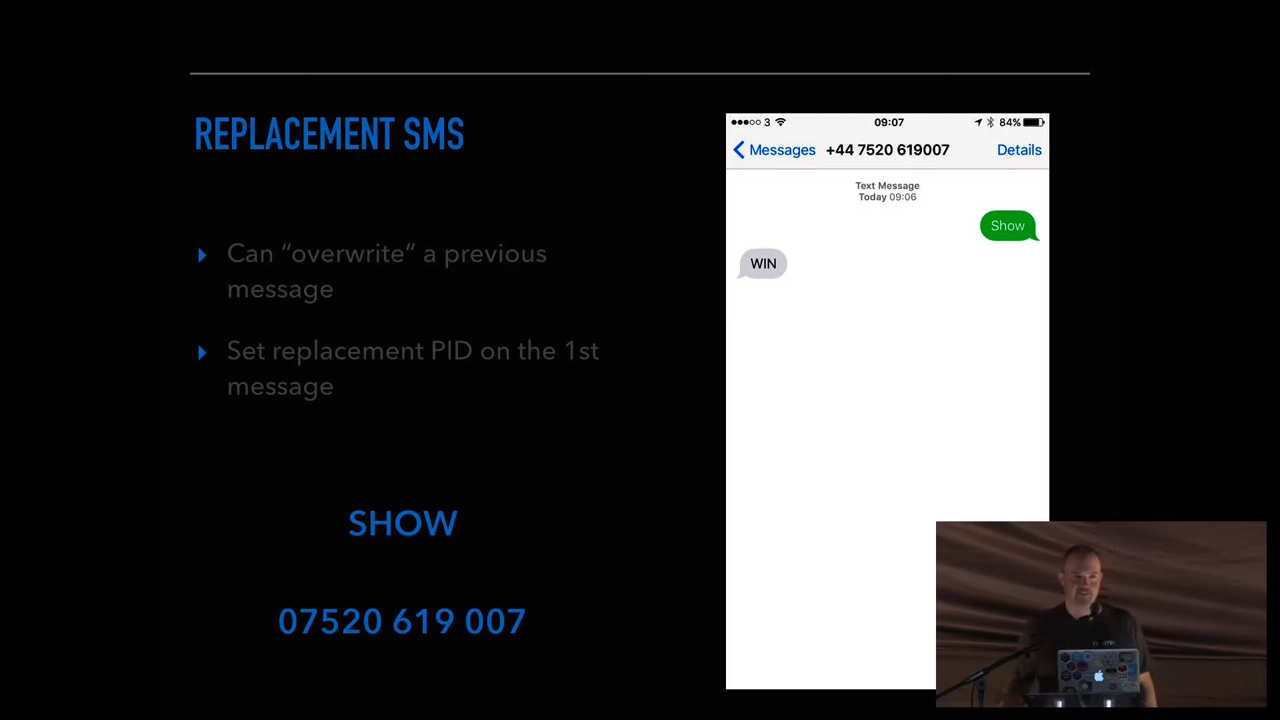 REPLACEMENT SMS
Can “overwrite“ a previous
message
Set replacement PID on the 1st
message
SHOW
07520 619 007
3 09:07 84%
Messages +44 7520 619007 Details
Text Message
Today 09:06
Show
WIN